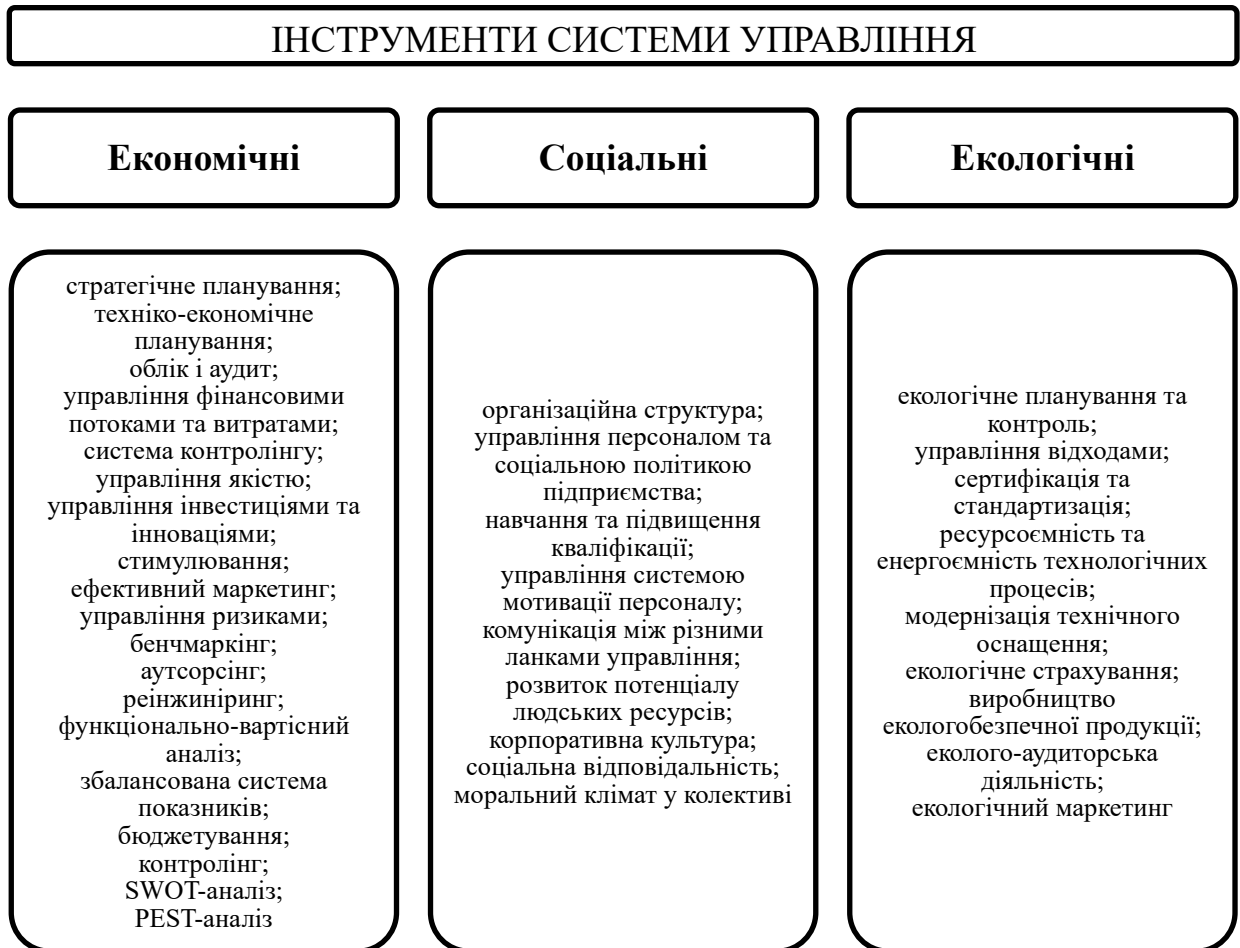 ІНСТРУМЕНТИ СИСТЕМИ УПРАВЛІННЯ
Економічні
Соціальні
Екологічні
стратегічне планування;
техніко-економічне
планування;
облік і аудит;
управління фінансовими
потоками та витратами;
система контролінгу;
управління якістю;
управління інвестиціями та
інноваціями;
стимулювання;
ефективний маркетинг;
управління ризиками;
бенчмаркінг;
аутсорсінг;
реінжиніринг;
функціонально-вартісний
аналіз;
збалансована система
показників;
бюджетування;
контролінг;
SWOT-аналіз;
PEST-аналіз
організаційна структура;
управління персоналом та
соціальною політикою
підприємства;
навчання та підвищення
кваліфікації;
управління системою
мотивації персоналу;
комунікація між різними
ланками управління;
розвиток потенціалу
людських ресурсів;
корпоративна культура;
соціальна відповідальність;
моральний клімат у колективі
екологічне планування та
контроль;
управління відходами;
сертифікація та
стандартизація;
ресурсоємність та
енергоємність технологічних
процесів;
модернізація технічного
оснащення;
екологічне страхування;
виробництво
екологобезпечної продукції;
еколого-аудиторська
діяльність;
екологічний маркетинг